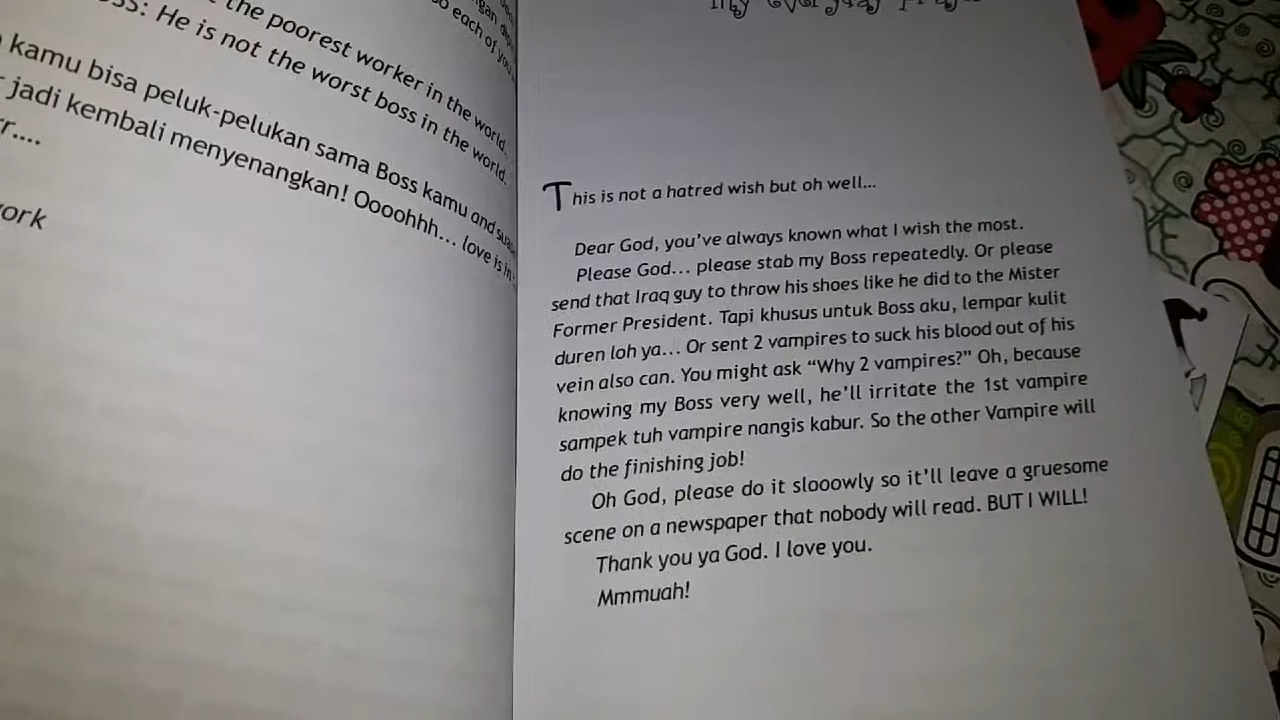 the poorest worker in the world.
He is not the worst boss in the world.
kamu bisa peluk-pelukan sama Boss kamu and
jadi kembali menyenangkan! Ooohhh... love is in
so each of you
my everyday
This is not a hatred wish but oh well...
Dear God, you've always known what I wish the most.
Please God... please stab my Boss repeatedly. Or please
send that Iraq guy to throw his shoes like he did to the Mister
Former President. Tapi khusus untuk Boss aku, lempar kulit
duren loh ya... Or sent 2 vampires to suck his blood out of his
vein also can. You might ask “Why 2 vampires?” Oh, because
knowing my Boss very well, he'll irritate the 1st vampire
sampek tuh vampire nangis kabur. So the other Vampire will
do the finishing job!
Oh God, please do it slooowly so it'll leave a gruesome
scene on a newspaper that nobody will read. BUT I WILL!
Thank you ya God. I love you.
Mmmuah!